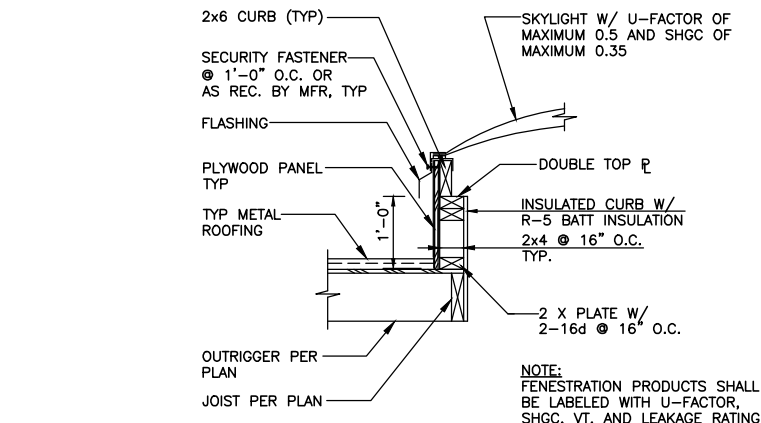 2x6 CURB (TYP)
SECURITY FASTENER
@ 1'-0" O.C. OR
AS REC. BY MFR, TYP
FLASHING
PLYWOOD PANEL
TYP
TYP METAL
ROOFING
1'-0"
OUTRIGGER PER
PLAN
JOIST PER PLAN
SKYLIGHT W/ U-FACTOR OF
MAXIMUM 0.5 AND SHGC OF
MAXIMUM 0.35
DOUBLE TOP PL
INSULATED CURB W/
R-5 BATT INSULATION
2x4 @ 16" O.C.
TYP.
2 X PLATE W/
2-16d @ 16" O.C.
NOTE:
FENESTRATION PRODUCTS SHALL
BE LABELED WITH U-FACTOR,
SHGC, VT, AND LEAKAGE RATING